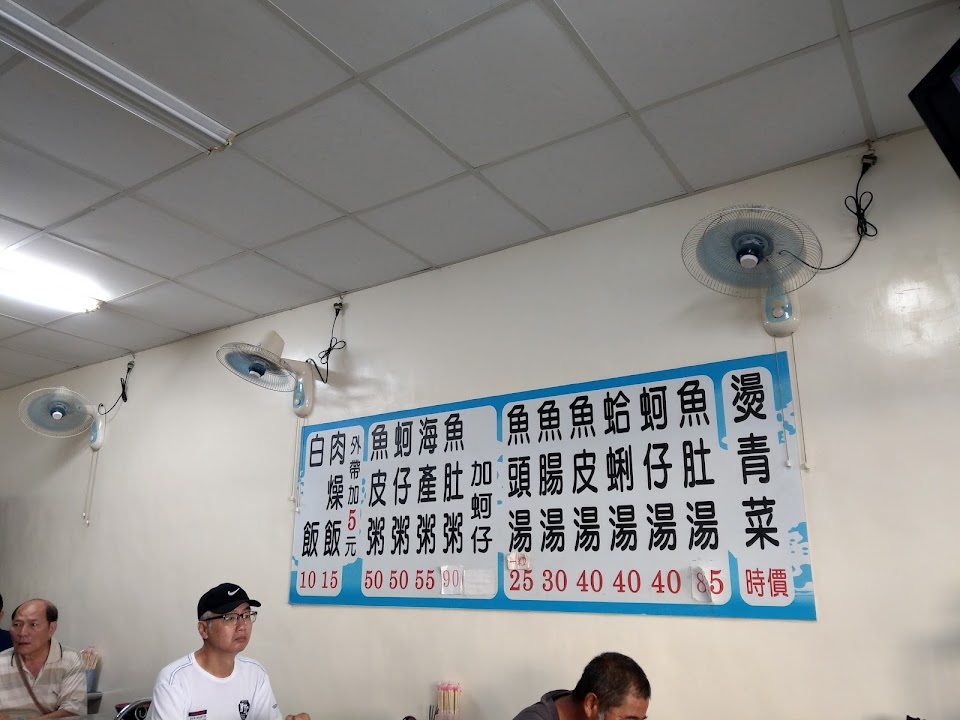 燙青菜 時價
魚肚湯 85
蚵仔湯 40
蛤蜊湯 40
魚皮湯 40
魚腸湯 30
魚頭湯 25
加蚵仔
魚肚粥 90
海產粥 55
蚵仔粥 50
魚皮粥 50
外帶加5元
肉燥飯 15
白飯 10